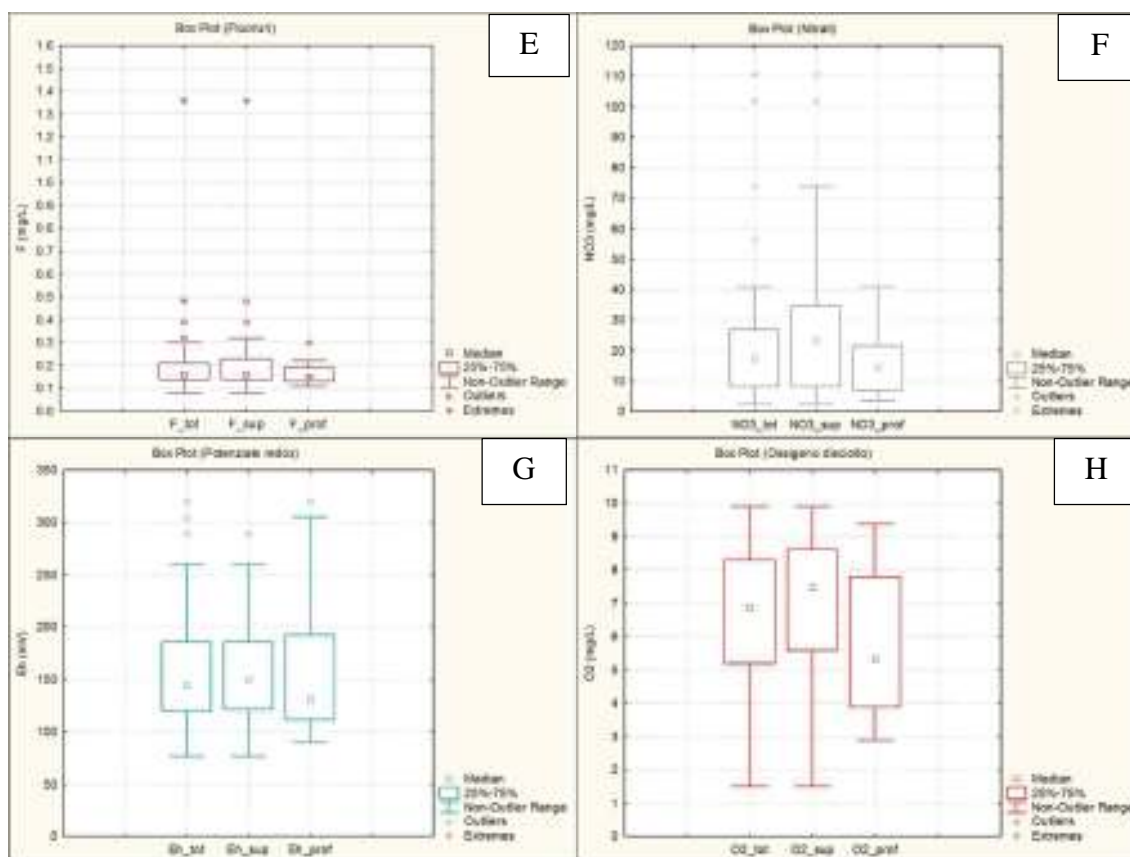 Box Plot (Fluoruri)
E
1.6
1.5
1.4
1.3
1.2
1.1
1.0
0.9
0.8
0.7
0.6
0.5
0.4
0.3
0.2
0.1
0.0
F (mg/L)
F_tot F_sup F_prof
Median
25%-75%
Non-Outlier Range
Outliers
Extremes
Box Plot (Nitrati)
F
120
110
100
90
80
70
60
50
40
30
20
10
0
NO3 (mg/L)
NO3_tot NO3_sup NO3_prof
Median
25%-75%
Non-Outlier Range
Outliers
Extremes
Box Plot (Potenziale redox)
G
350
300
250
200
150
100
50
0
Eh (mV)
Eh_tot Eh_sup Eh_prof
Median
25%-75%
Non-Outlier Range
Outliers
Extremes
Box Plot (Ossigeno disciolto)
H
11
10
9
8
7
6
5
4
3
2
1
0
O2 (mg/L)
O2_tot O2_sup O2_prof
Median
25%-75%
Non-Outlier Range
Outliers
Extremes